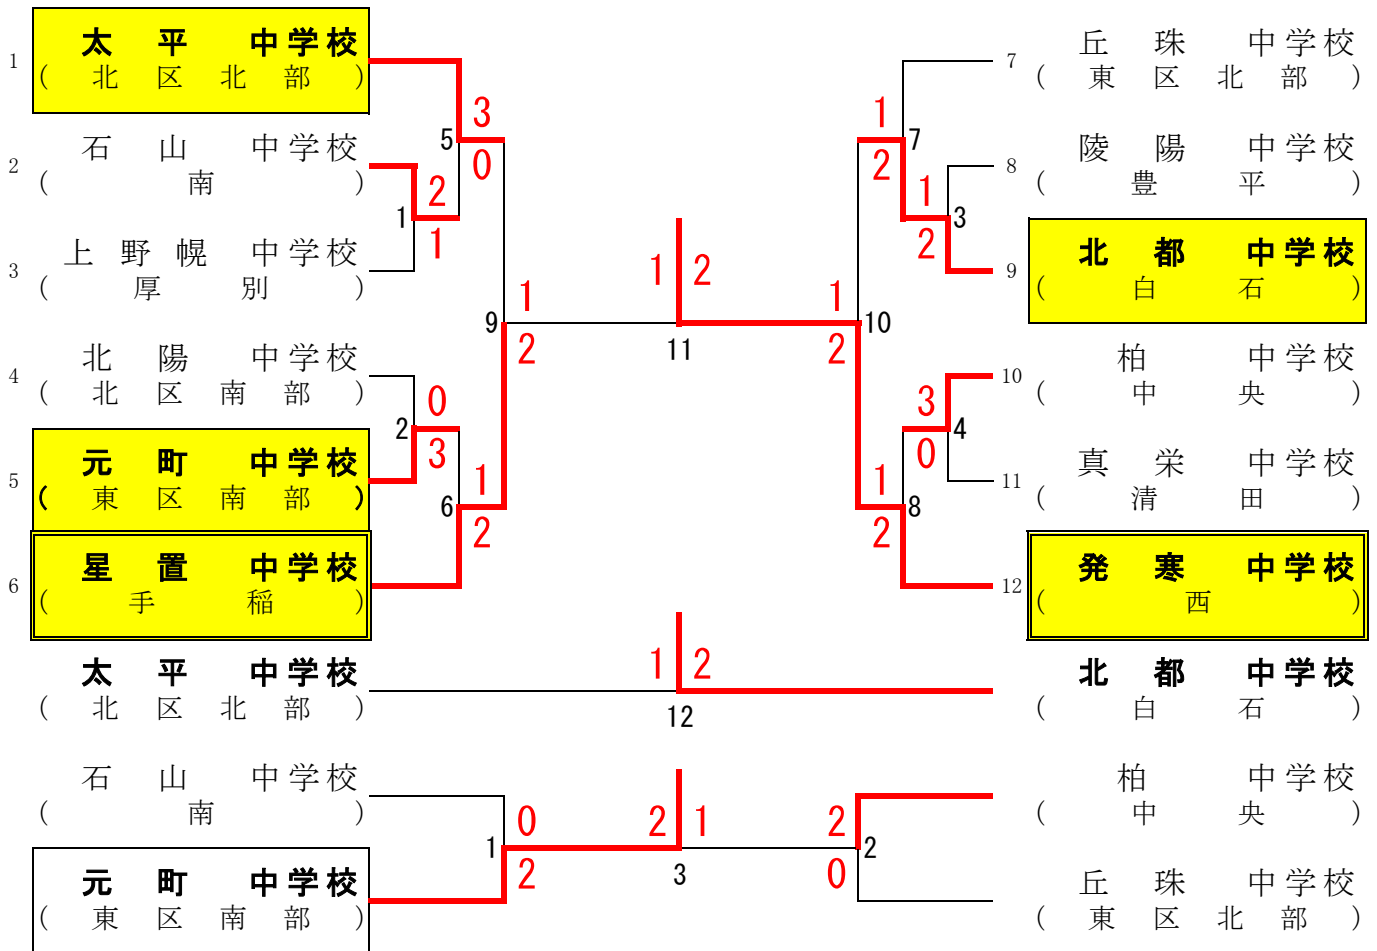 1 太平中学校
(北区北部)
2 石山中学校
(南)
3 上野幌中学校
(厚別)
4 北陽中学校
(北区南部)
5 元町中学校
(東区南部)
6 星置中学校
(手稲)
太平中学校
(北区北部)
石山中学校
(南)
元町中学校
(東区南部)
5
3
0
1
2
1
2
0
3
6
1
2
9
1
2
1 2
11
1 2
12
1
0
2
2 1
3
2
0
2
1
2
10
1
2
7
1
2
3
3
0
4
1
2
8
7 丘珠中学校
(東区北部)
8 陵陽中学校
(豊平)
9 北都中学校
(白石)
10 柏中学校
(中央)
11 真栄中学校
(清田)
12 発寒中学校
(西)
北都中学校
(白石)
柏中学校
(中央)
丘珠中学校
(東区北部)